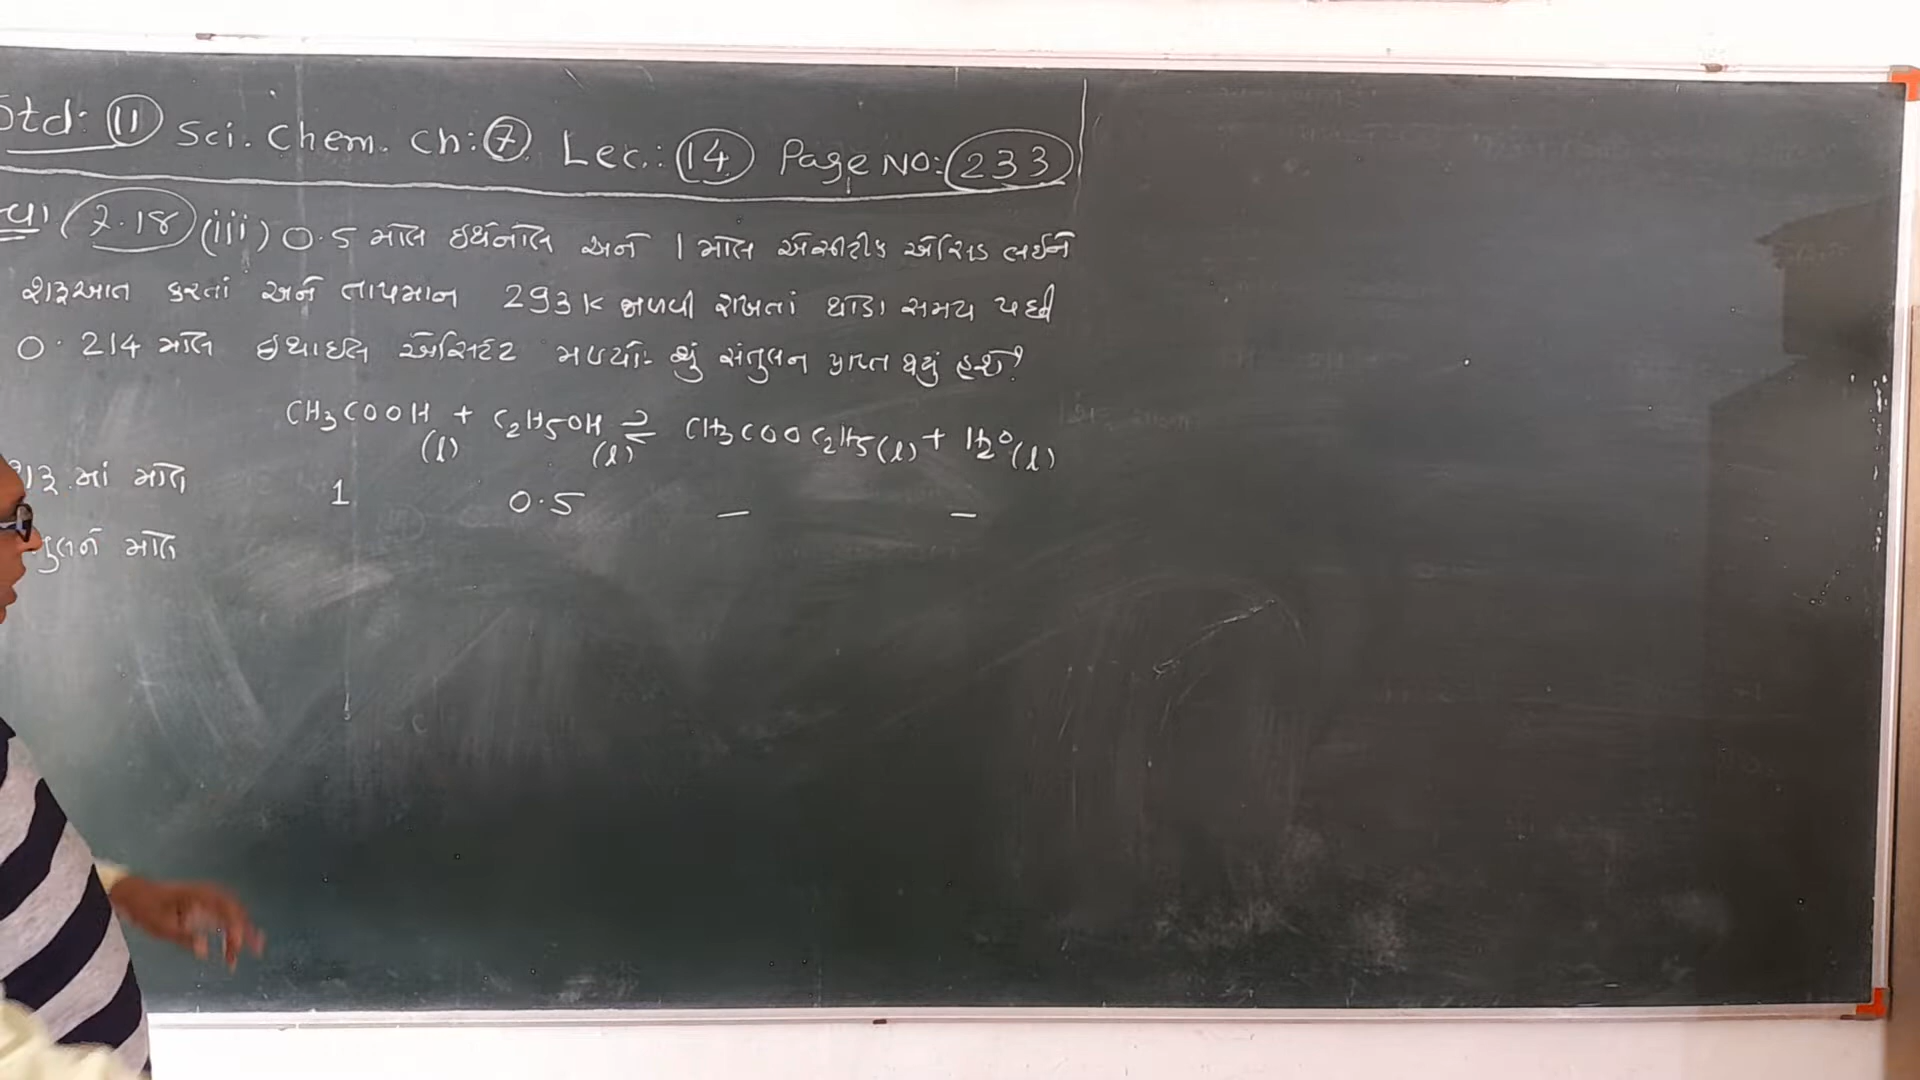 Std: 11 Sci. Chem. Ch: 7. Lec.: 14 Page NO: 233
7.18 (iii) 0.5 મોલ ઇથેનોલ અને 1 મોલ એસીટીક એસિડ લઈને
શરૂઆત કરતાં અને તાપમાન 293K જાળવી રાખતાં થોડા સમય પછી
0.214 મોલ ઇથાઇલ એસિટેટ મળ્યો. શું સંતુલન પ્રાપ્ત થયું હશે?
CH3COOH(l) + C2H5OH(l) ⇌ CH3COOC2H5(l) + H2O(l)
શરૂ.માં મોલ 1 0.5 – –
મોલ